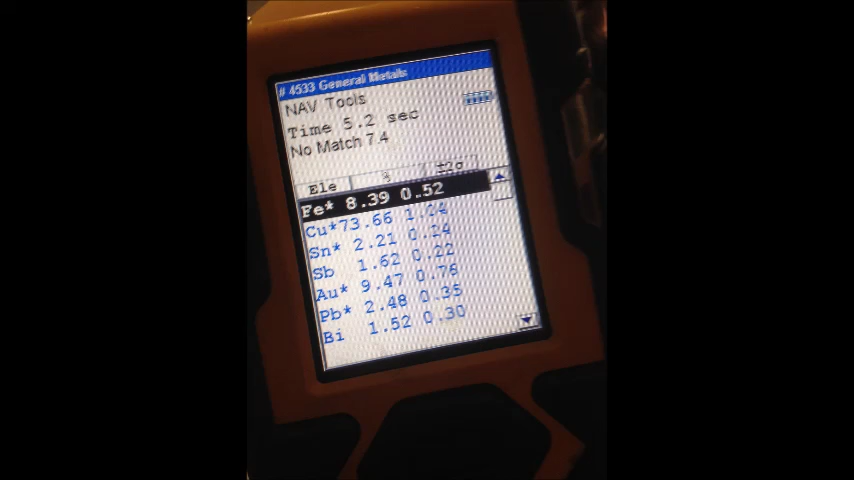 # 4533 General Metals
NAV Tools
Time 5.2 sec
No Match 7.4
Ele % ±2σ
Fe* 8.39 0.52
Cu*73.66 1.04
Sn* 2.21 0.24
Sb 1.62 0.22
Au* 9.47 0.76
Pb* 2.48 0.35
Bi 1.52 0.30